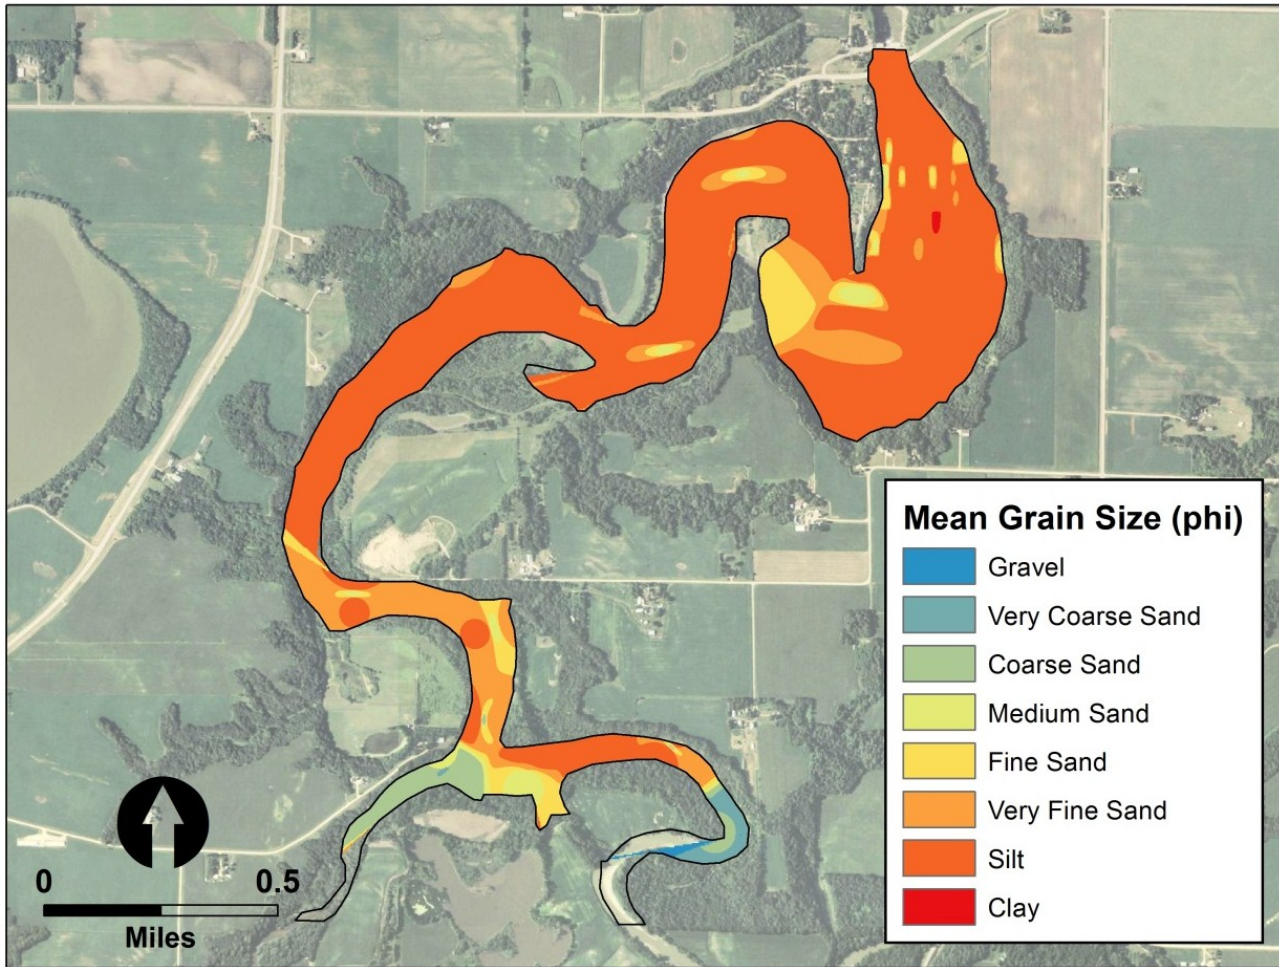 Mean Grain Size (phi)
Gravel
Very Coarse Sand
Coarse Sand
Medium Sand
Fine Sand
Very Fine Sand
Silt
Clay
0 0.5
Miles